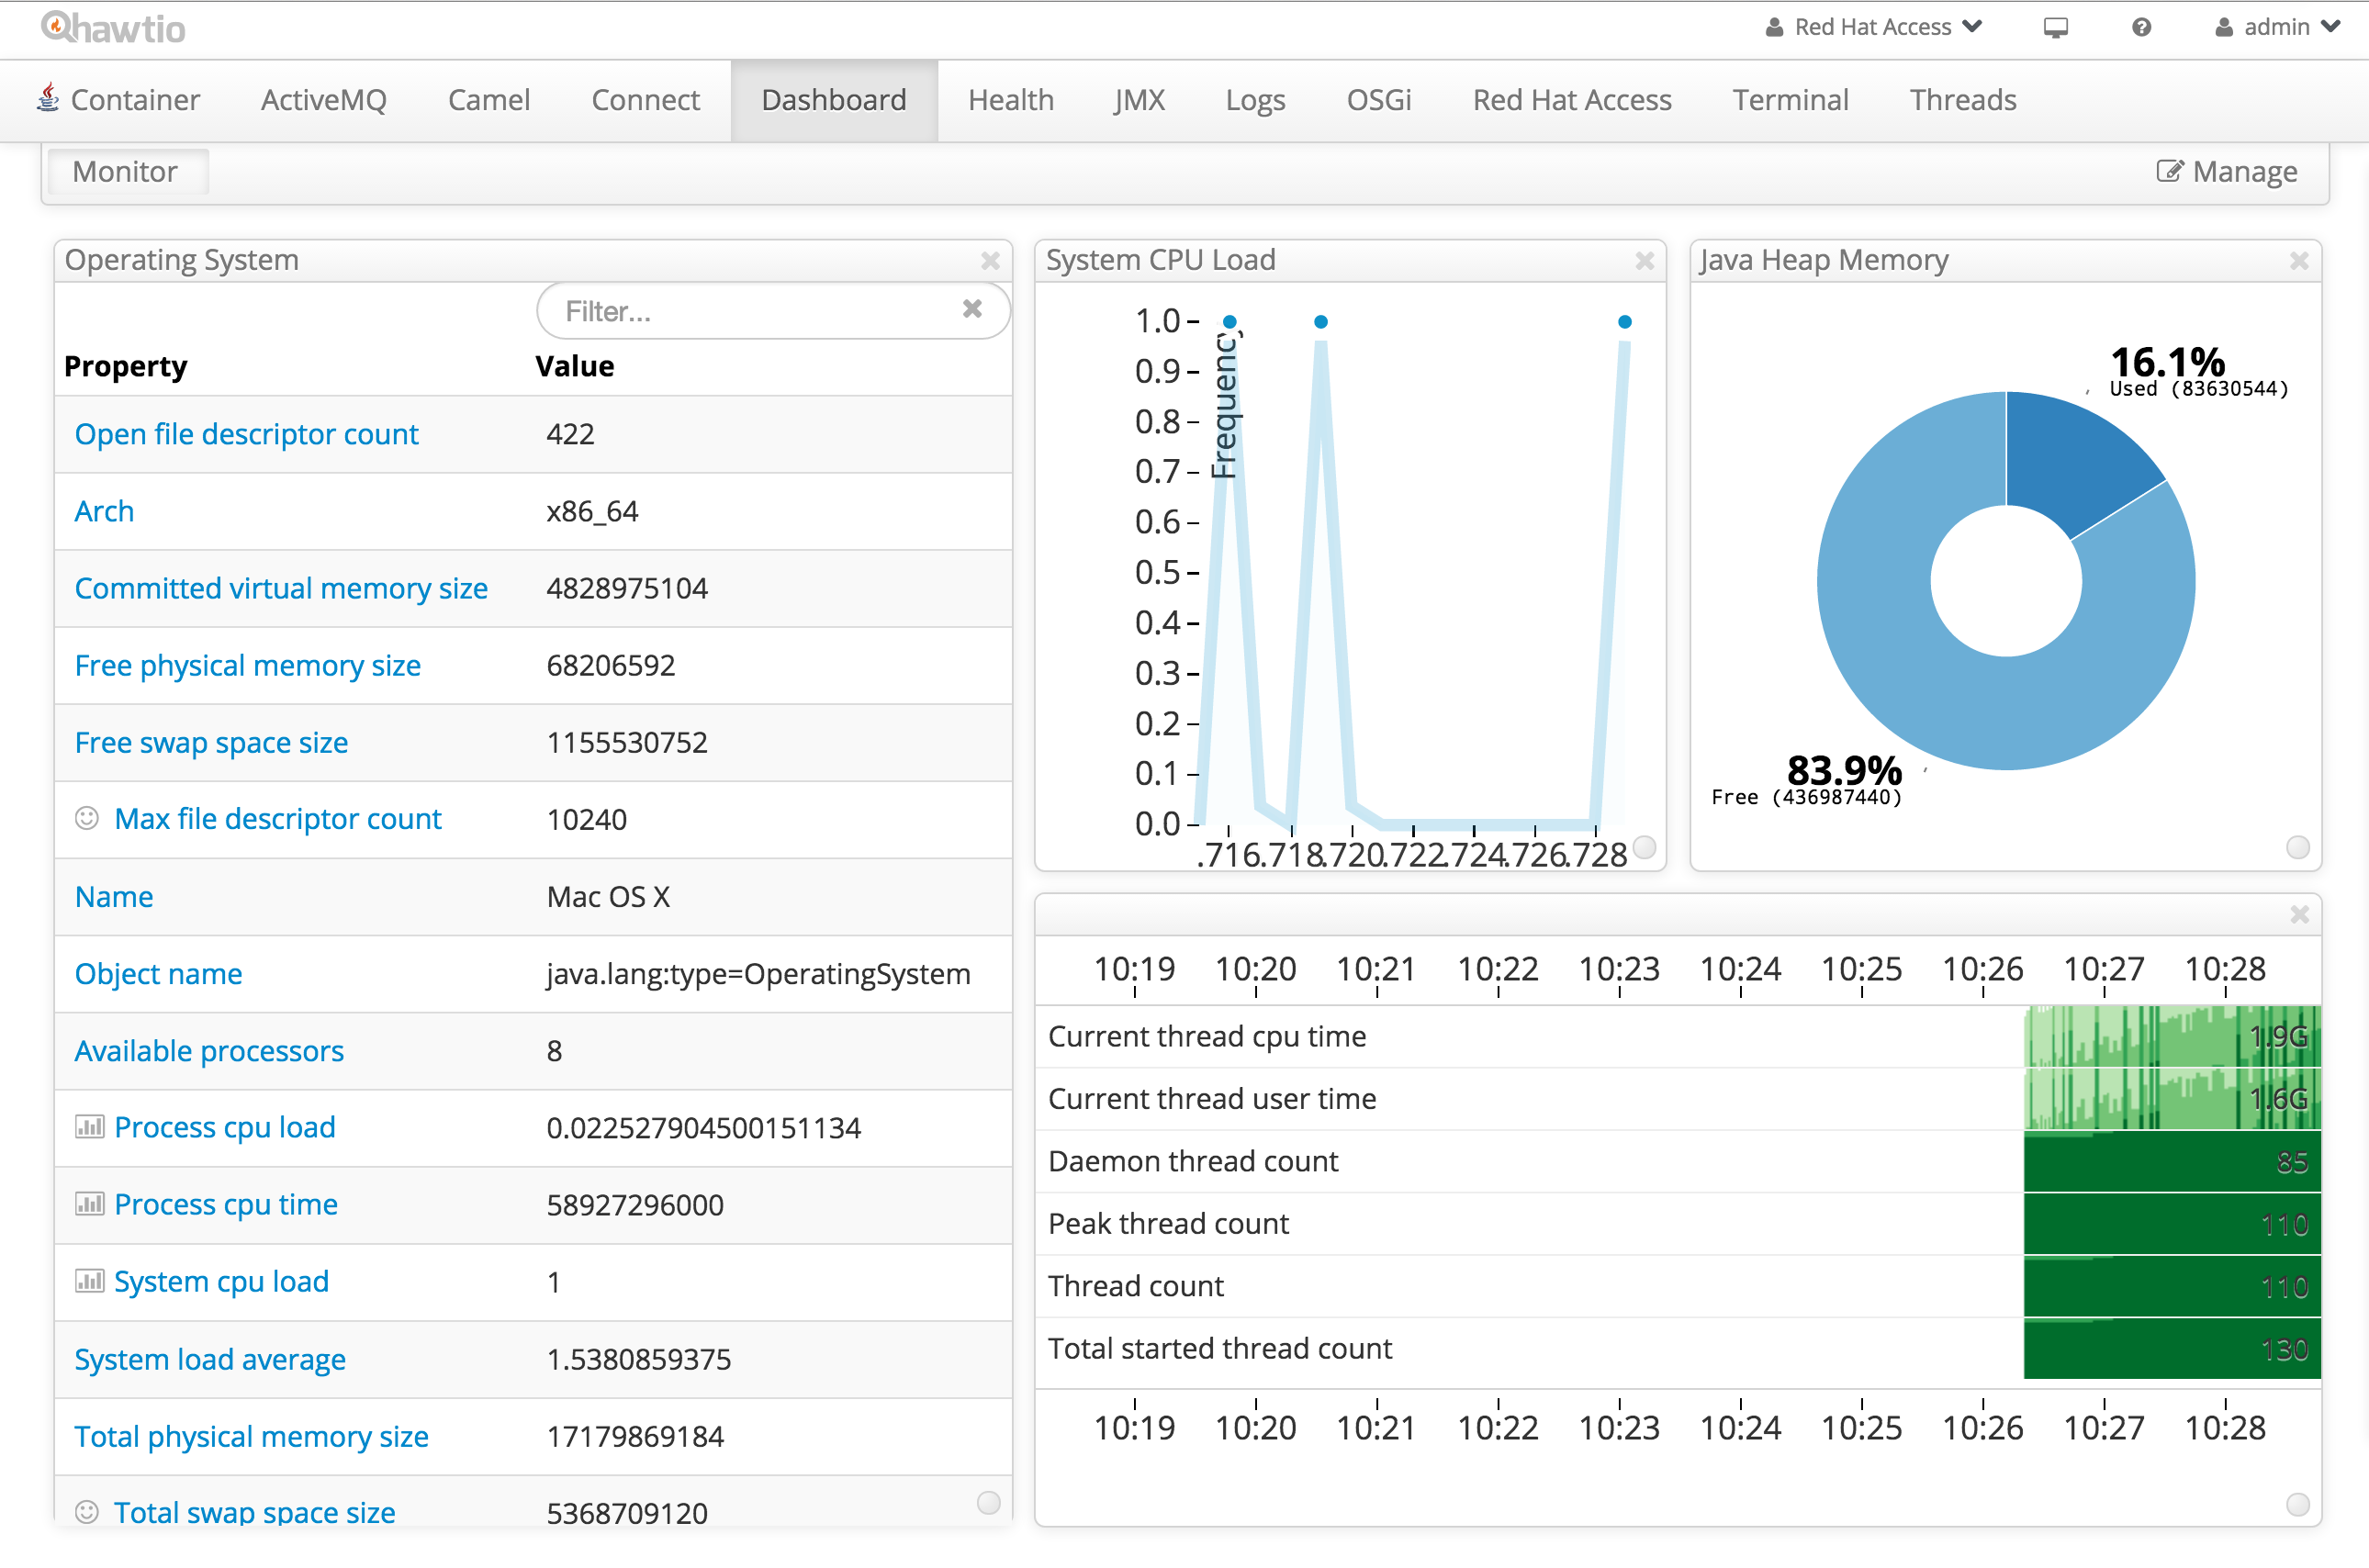 hawtio
Red Hat Access
admin
Container ActiveMQ Camel Connect Dashboard Health JMX Logs OSGi Red Hat Access Terminal Threads
Monitor
Manage
Operating System
Filter...
Property Value
Open file descriptor count 422
Arch x86_64
Committed virtual memory size 4828975104
Free physical memory size 68206592
Free swap space size 1155530752
Max file descriptor count 10240
Name Mac OS X
Object name java.lang:type=OperatingSystem
Available processors 8
Process cpu load 0.022527904500151134
Process cpu time 58927296000
System cpu load 1
System load average 1.5380859375
Total physical memory size 17179869184
Total swap space size 5368709120
System CPU Load
1.0
0.9
0.8
0.7
0.6
0.5
0.4
0.3
0.2
0.1
0.0
Frequency
.716 .718 .720 .722 .724 .726 .728
Java Heap Memory
16.1%
Used (83630544)
83.9%
Free (436987440)
10:19 10:20 10:21 10:22 10:23 10:24 10:25 10:26 10:27 10:28
Current thread cpu time 1.9G
Current thread user time 1.6G
Daemon thread count 85
Peak thread count 110
Thread count 110
Total started thread count 130
10:19 10:20 10:21 10:22 10:23 10:24 10:25 10:26 10:27 10:28